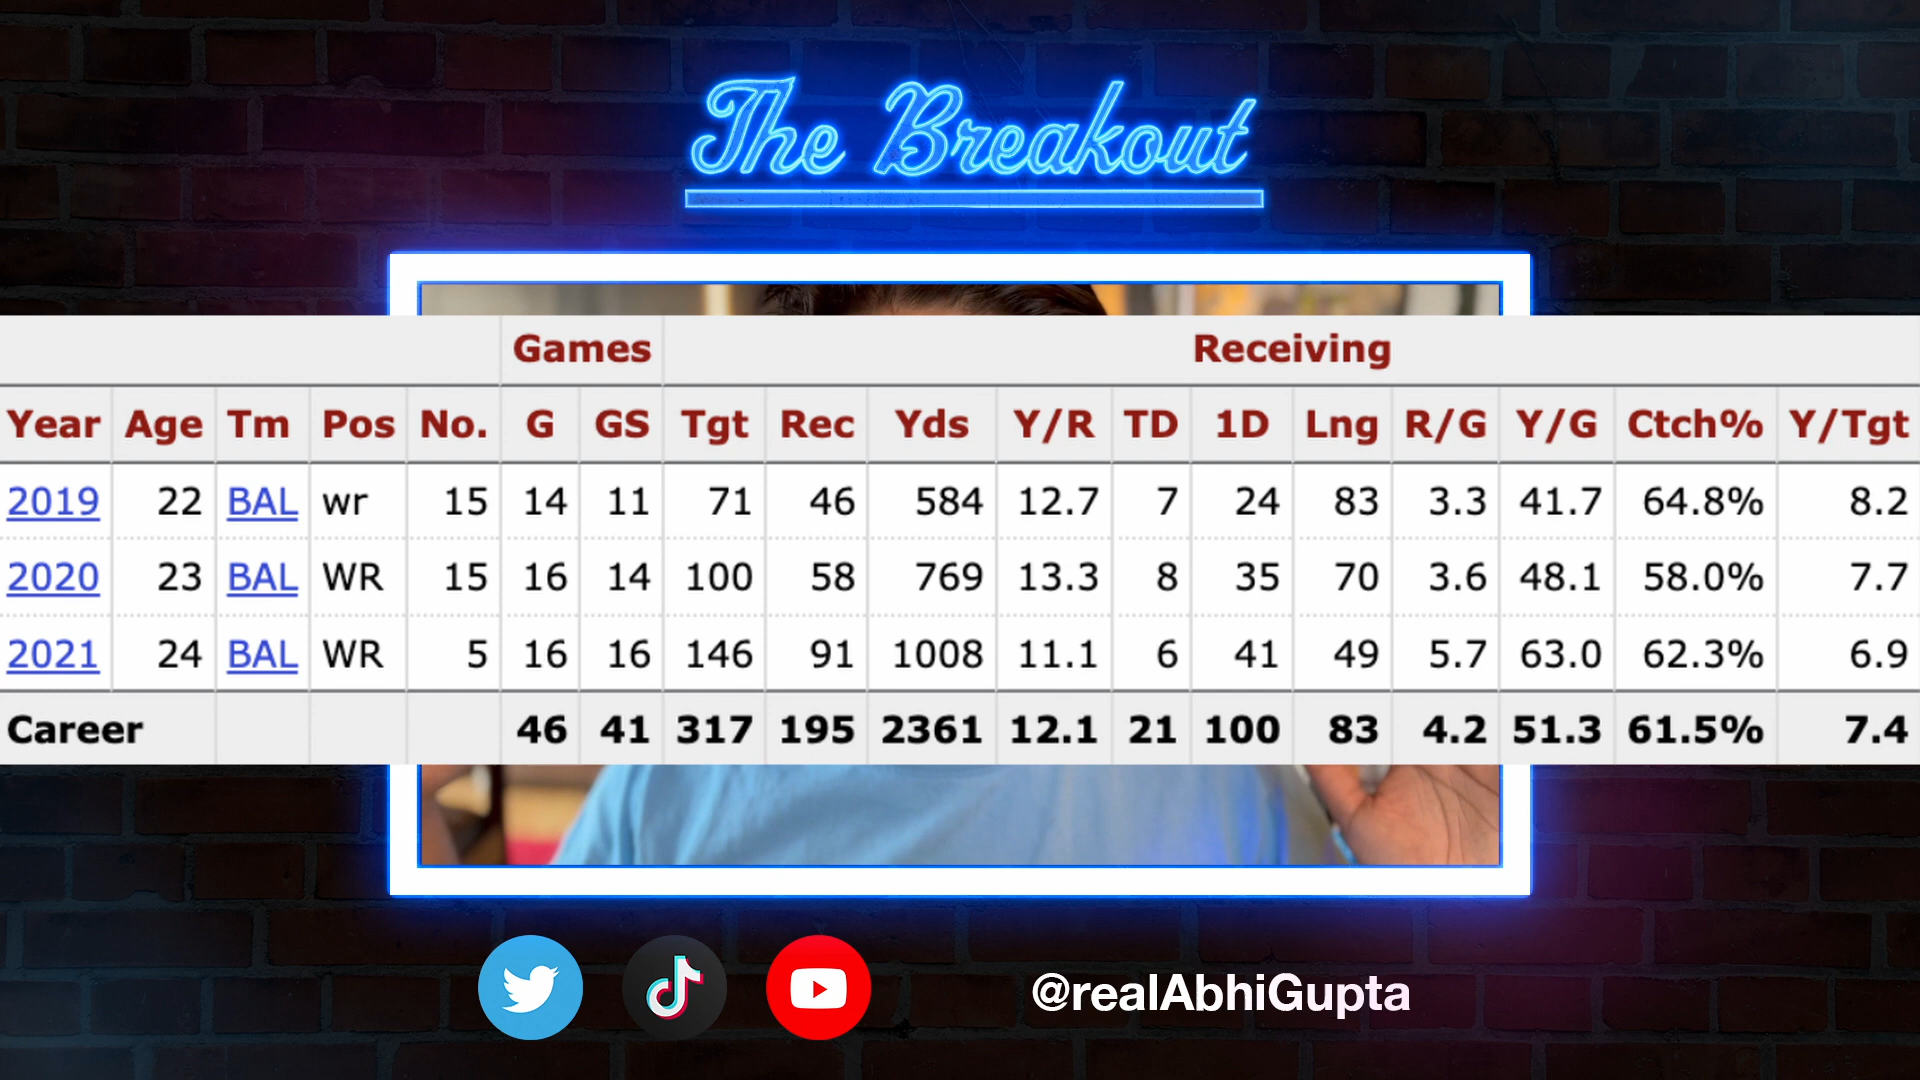 The Breakout
Games Receiving
Year Age Tm Pos No. G GS Tgt Rec Yds Y/R TD 1D Lng R/G Y/G Ctch% Y/Tgt
2019 22 BAL wr 15 14 11 71 46 584 12.7 7 24 83 3.3 41.7 64.8% 8.2
2020 23 BAL WR 15 16 14 100 58 769 13.3 8 35 70 3.6 48.1 58.0% 7.7
2021 24 BAL WR 5 16 16 146 91 1008 11.1 6 41 49 5.7 63.0 62.3% 6.9
Career 46 41 317 195 2361 12.1 21 100 83 4.2 51.3 61.5% 7.4
@realAbhiGupta